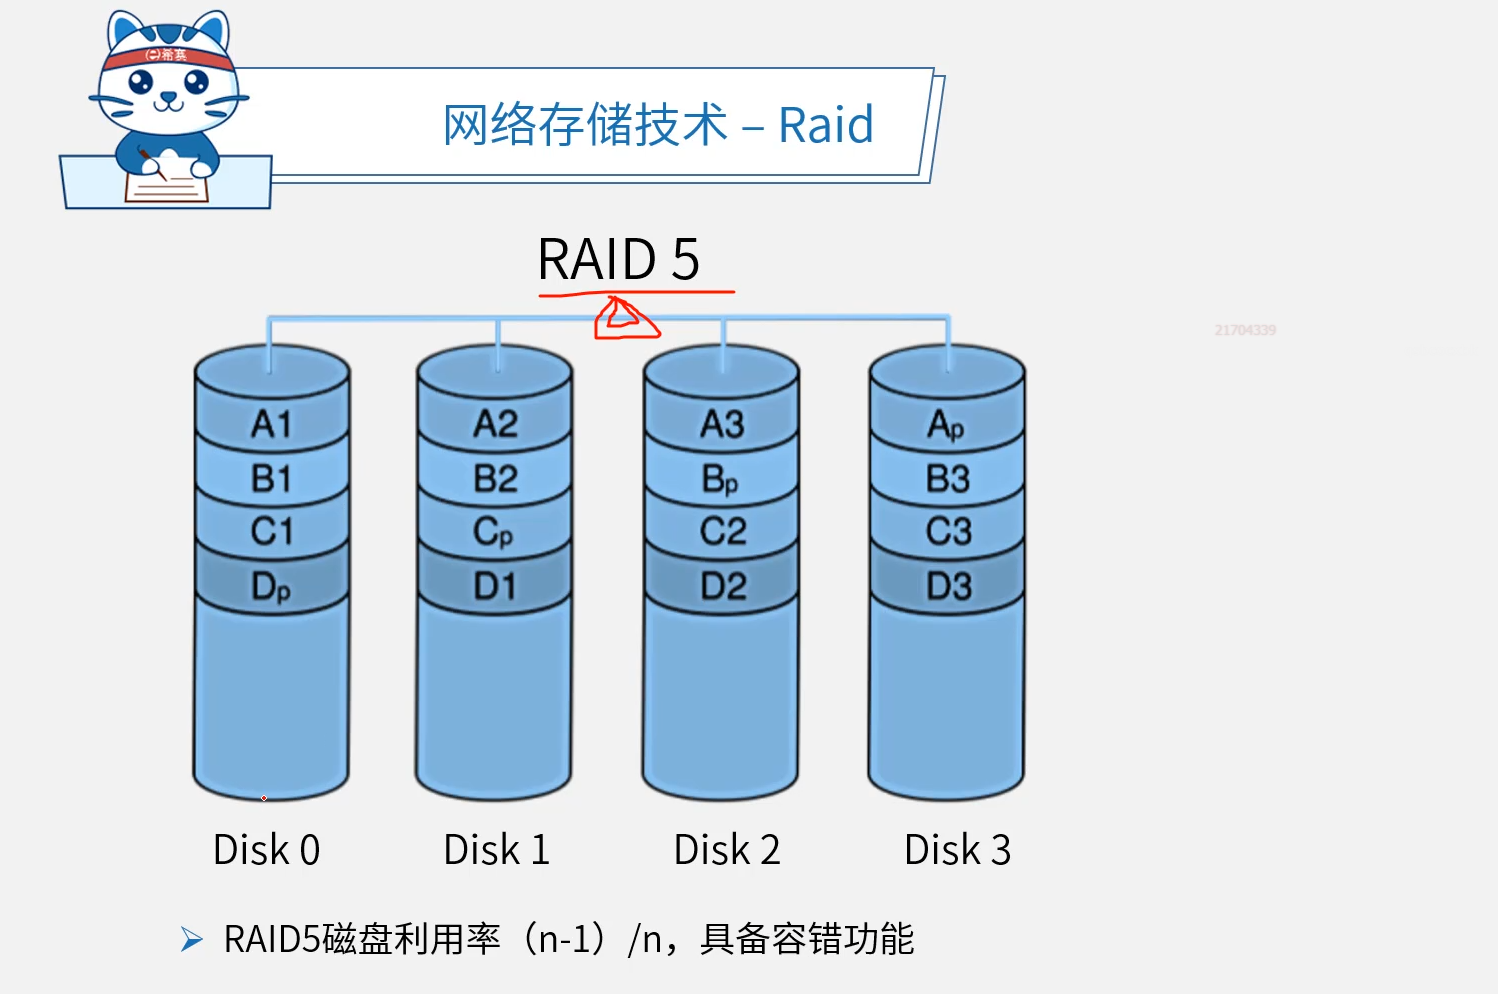 希赛
网络存储技术 – Raid
RAID 5
21704339
A1 A2 A3 Ap
B1 B2 Bp B3
C1 Cp C2 C3
Dp D1 D2 D3
Disk 0 Disk 1 Disk 2 Disk 3
RAID5磁盘利用率（n-1）/n，具备容错功能